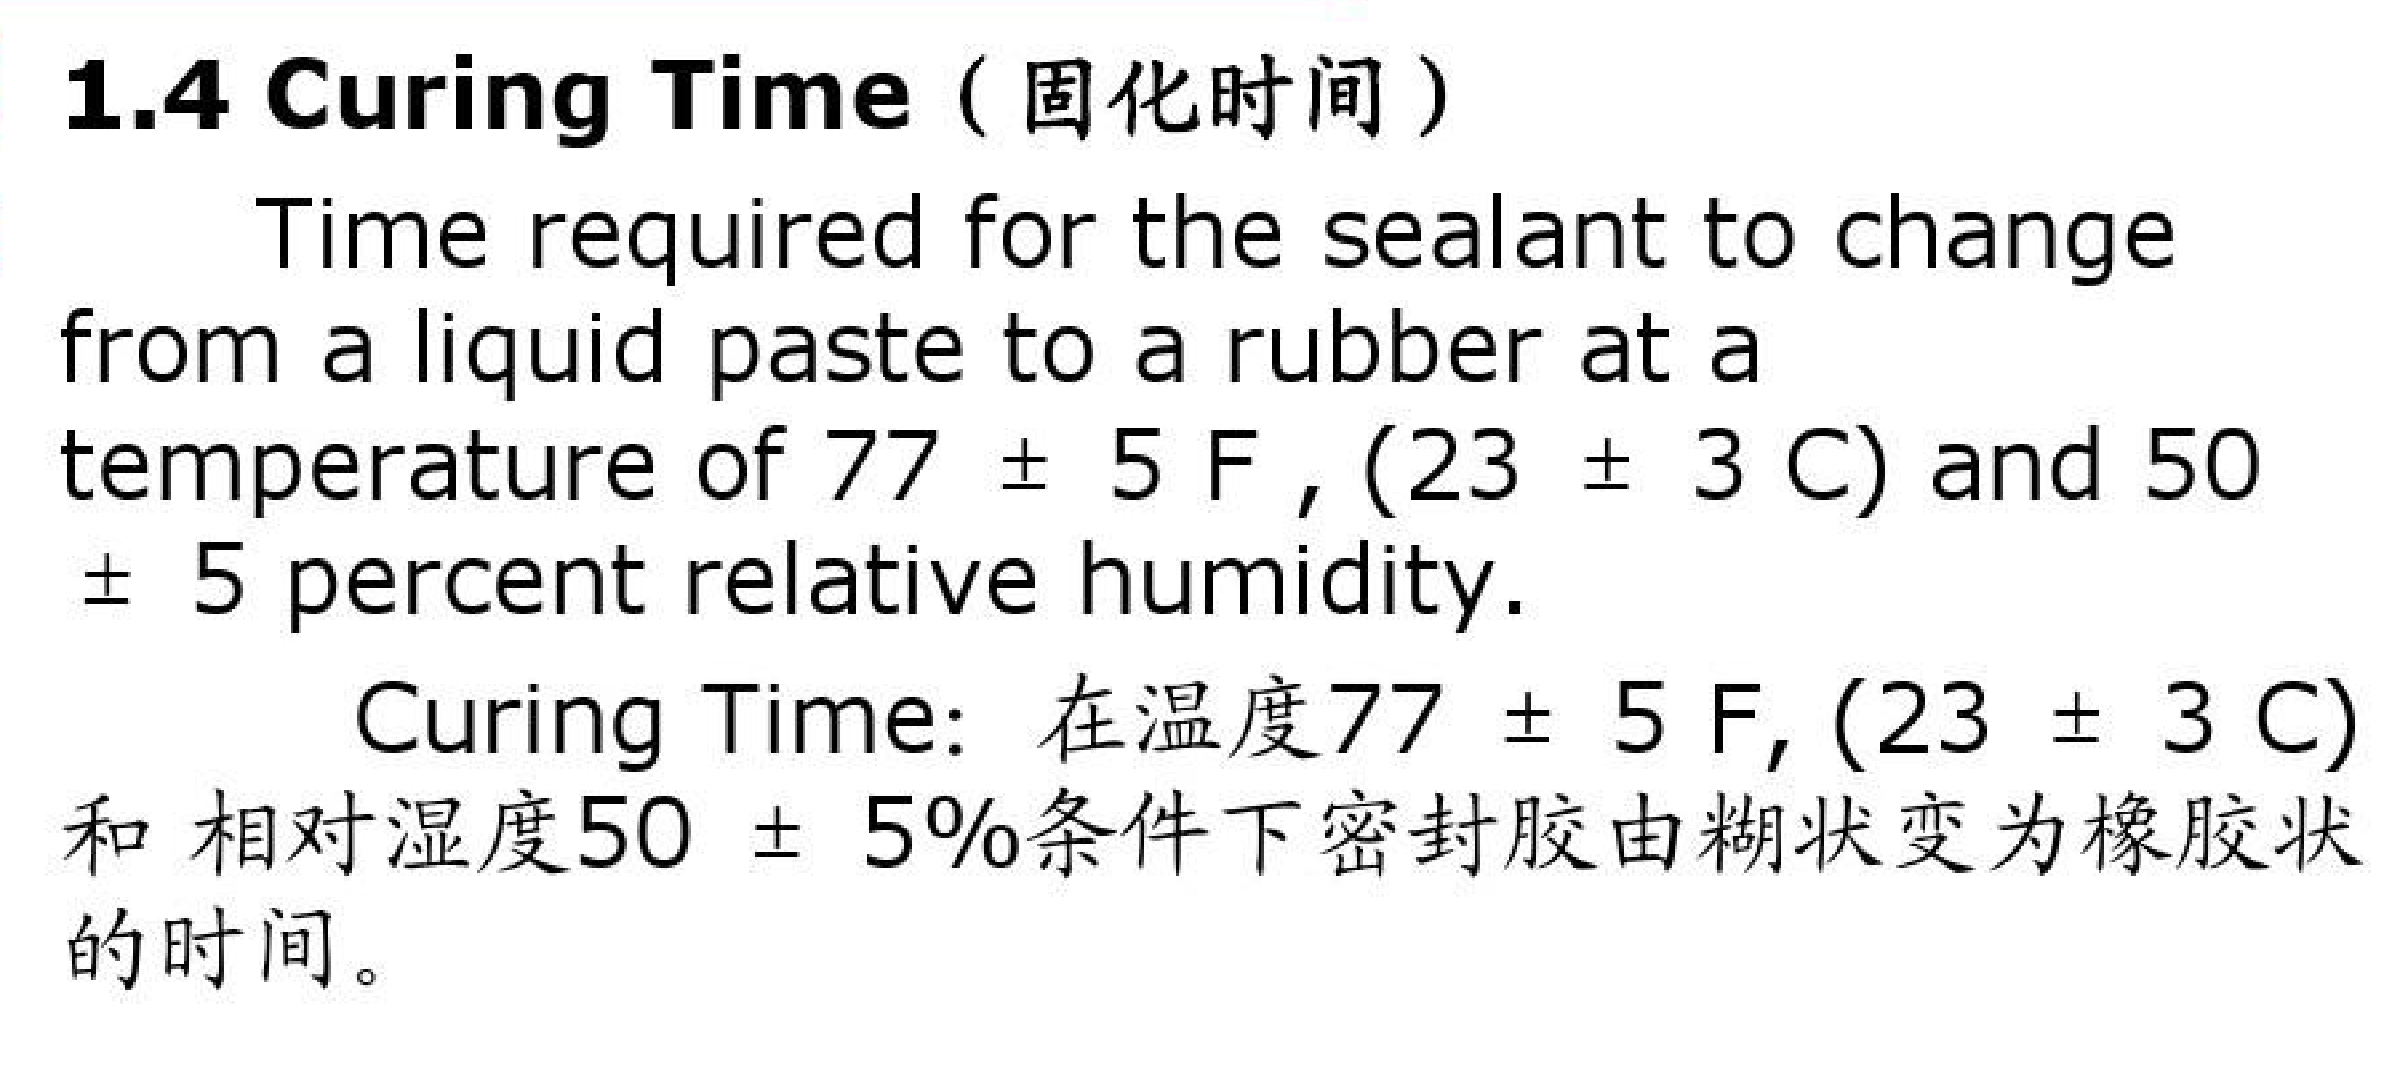 1.4 Curing Time（固化时间）
Time required for the sealant to change
from a liquid paste to a rubber at a
temperature of 77 ± 5 F , (23 ± 3 C) and 50
± 5 percent relative humidity.
Curing Time: 在温度77 ± 5 F, (23 ± 3 C)
和 相对湿度50 ± 5%条件下密封胶由糊状变为橡胶状
的时间。